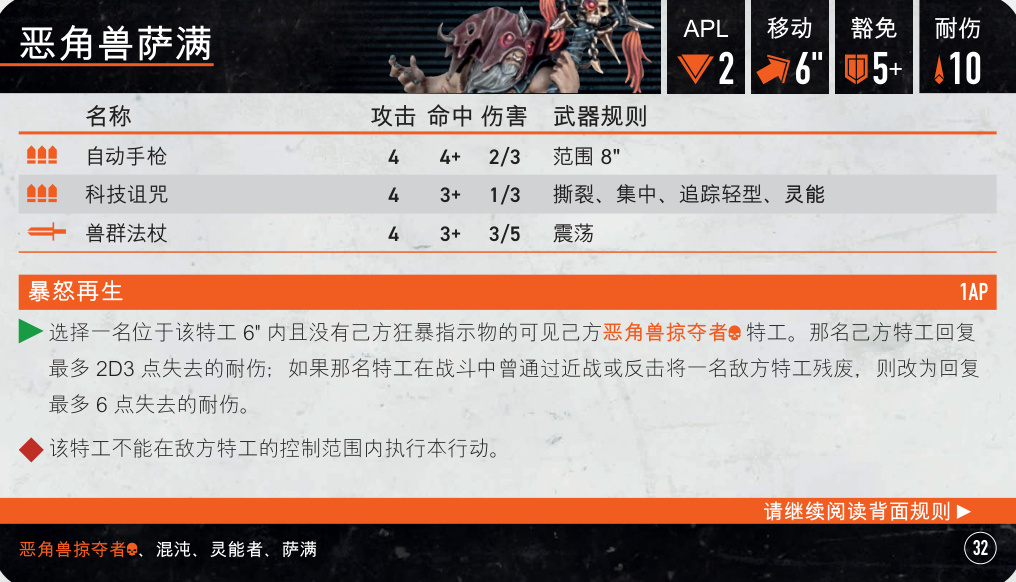 恶角兽萨满
APL 移动 豁免 耐伤
2 6" 5+ 10
名称 攻击 命中 伤害 武器规则
自动手枪 4 4+ 2/3 范围 8"
科技诅咒 4 3+ 1/3 撕裂、集中、追踪轻型、灵能
兽群法杖 4 3+ 3/5 震荡
暴怒再生 1AP
选择一名位于该特工 6" 内且没有己方狂暴指示物的可见己方恶角兽掠夺者特工。那名己方特工回复
最多 2D3 点失去的耐伤；如果那名特工在战斗中曾通过近战或反击将一名敌方特工残废，则改为回复
最多 6 点失去的耐伤。
该特工不能在敌方特工的控制范围内执行本行动。
请继续阅读背面规则
恶角兽掠夺者、混沌、灵能者、萨满
32